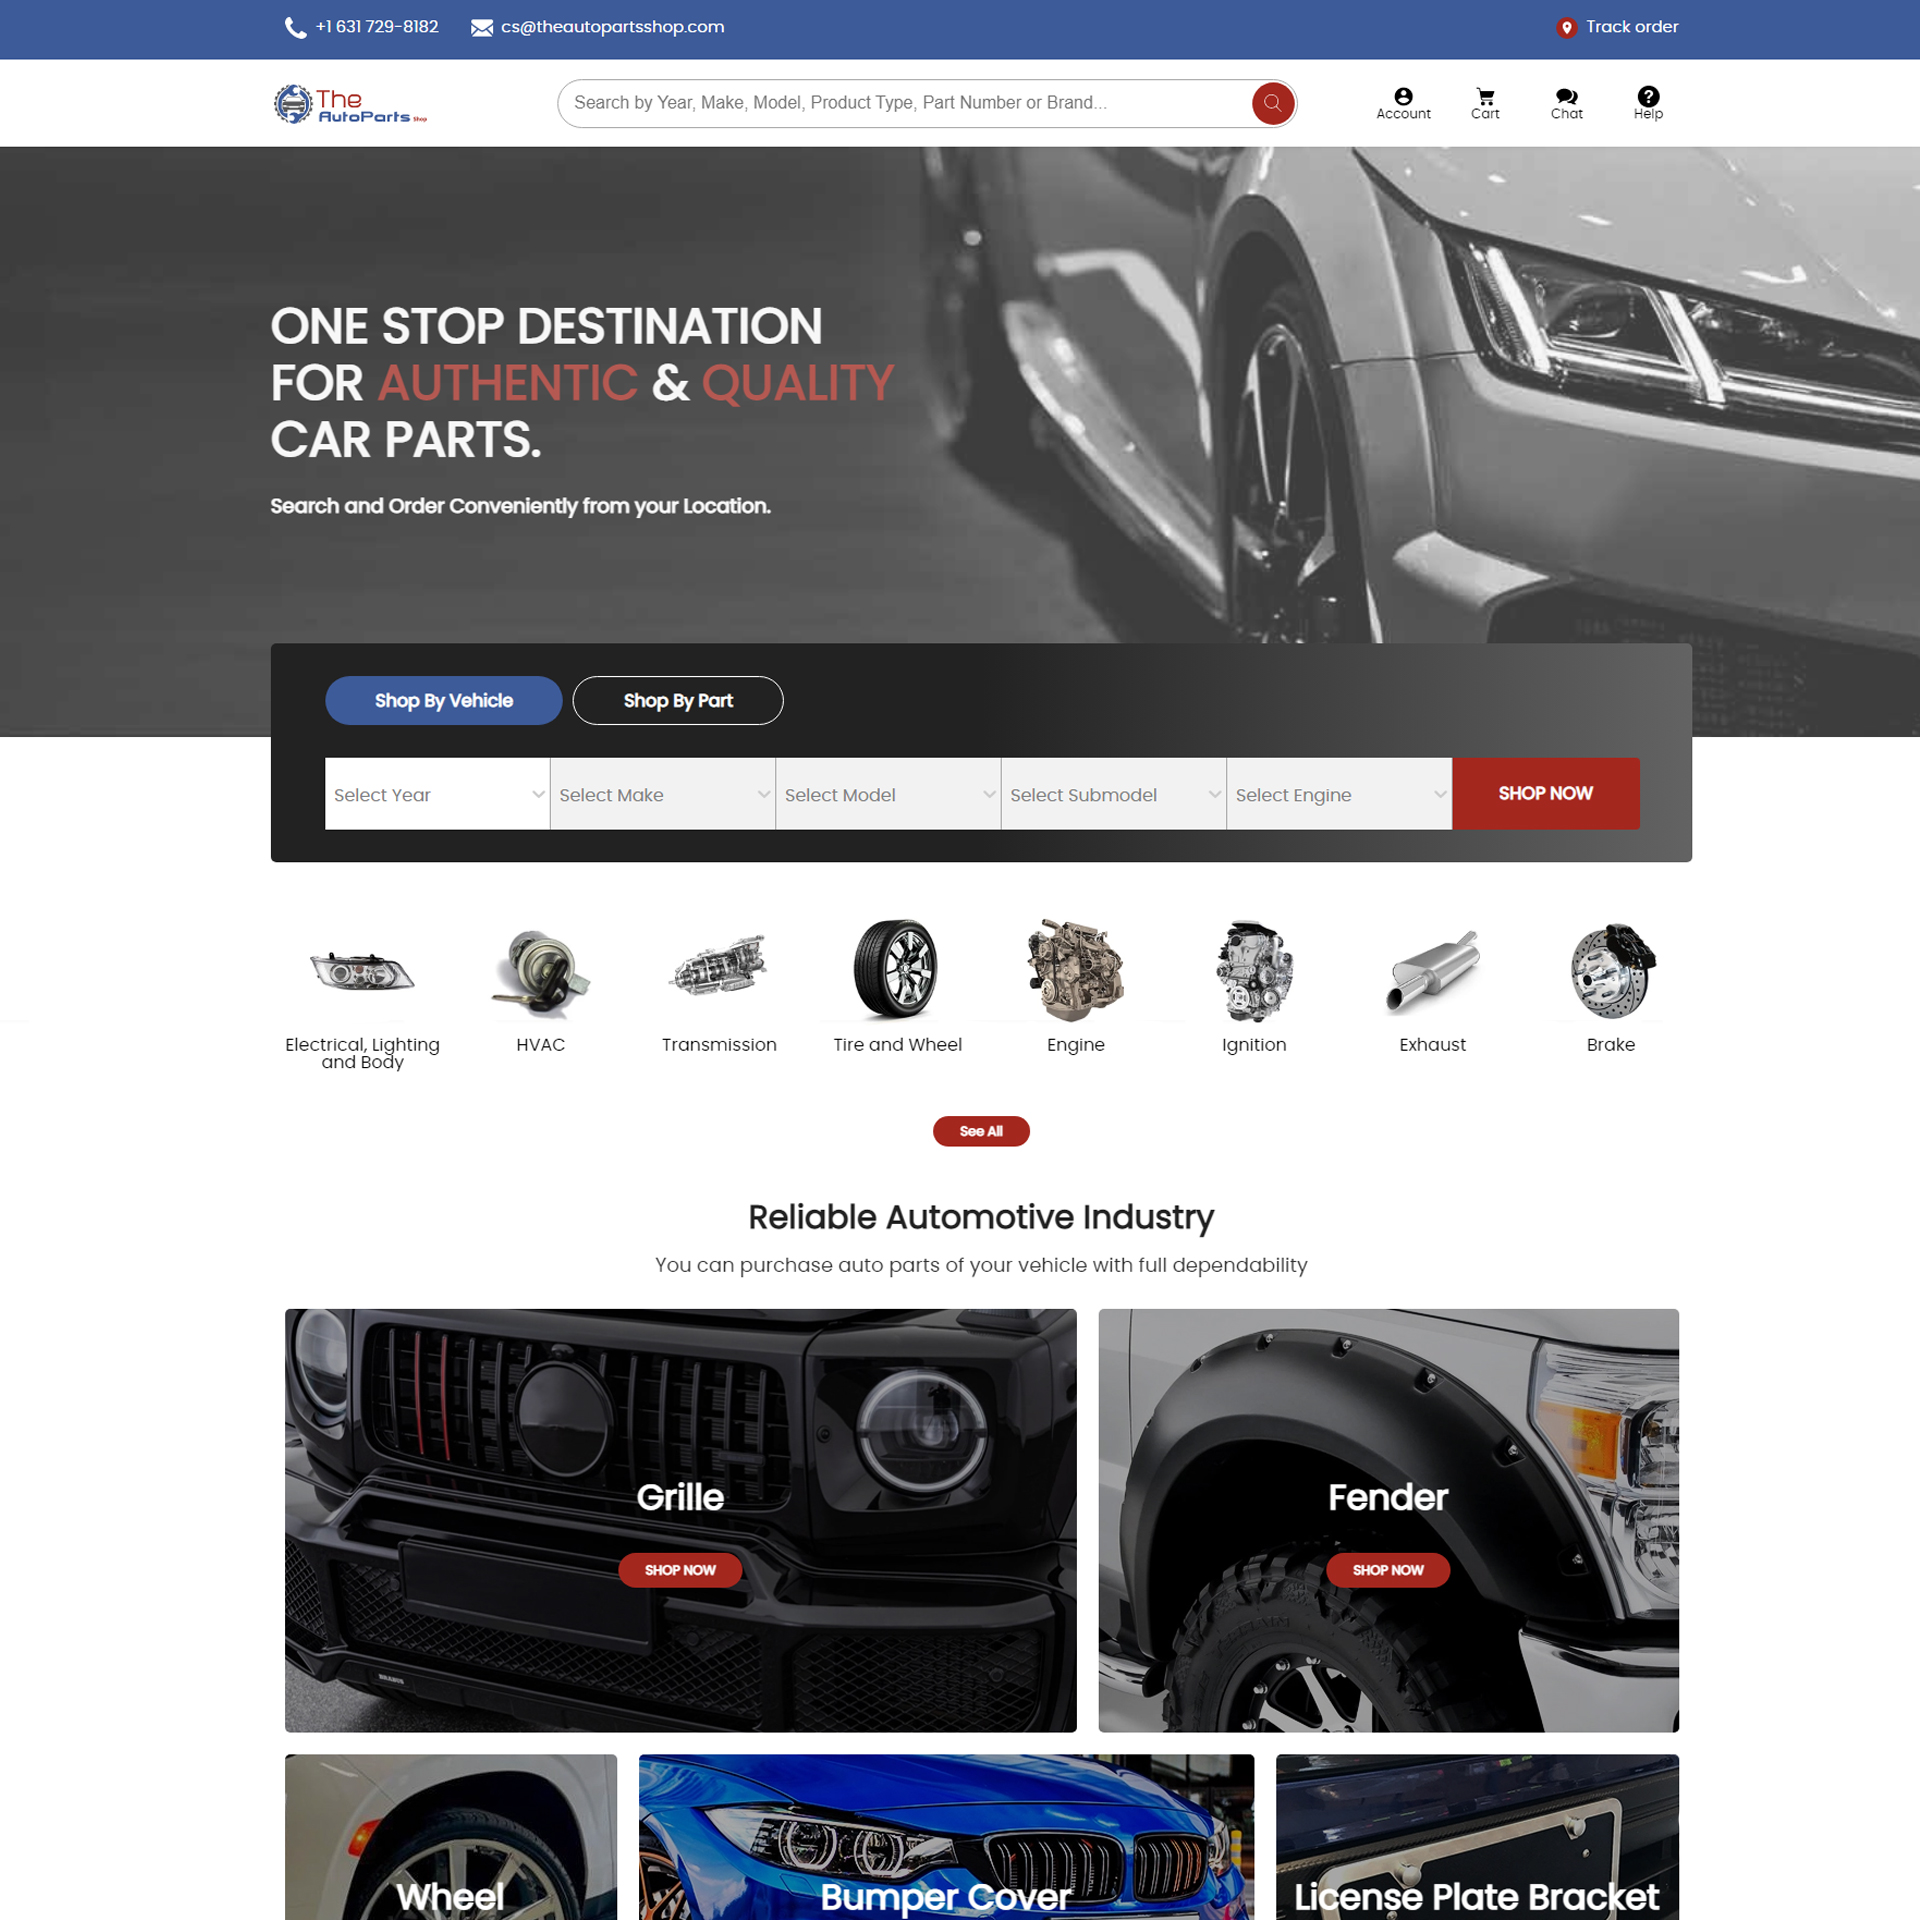 +1 631 729-8182
cs@theautopartsshop.com
Track order
The
AutoParts Shop
Search by Year, Make, Model, Product Type, Part Number or Brand...
Account
Cart
Chat
Help
ONE STOP DESTINATION
FOR AUTHENTIC & QUALITY
CAR PARTS.
Search and Order Conveniently from your Location.
Shop By Vehicle
Shop By Part
Select Year
Select Make
Select Model
Select Submodel
Select Engine
SHOP NOW
Electrical, Lighting
and Body
HVAC
Transmission
Tire and Wheel
Engine
Ignition
Exhaust
Brake
See All
Reliable Automotive Industry
You can purchase auto parts of your vehicle with full dependability
Grille
SHOP NOW
BRABUS
Fender
SHOP NOW
Wheel
Bumper Cover
License Plate Bracket